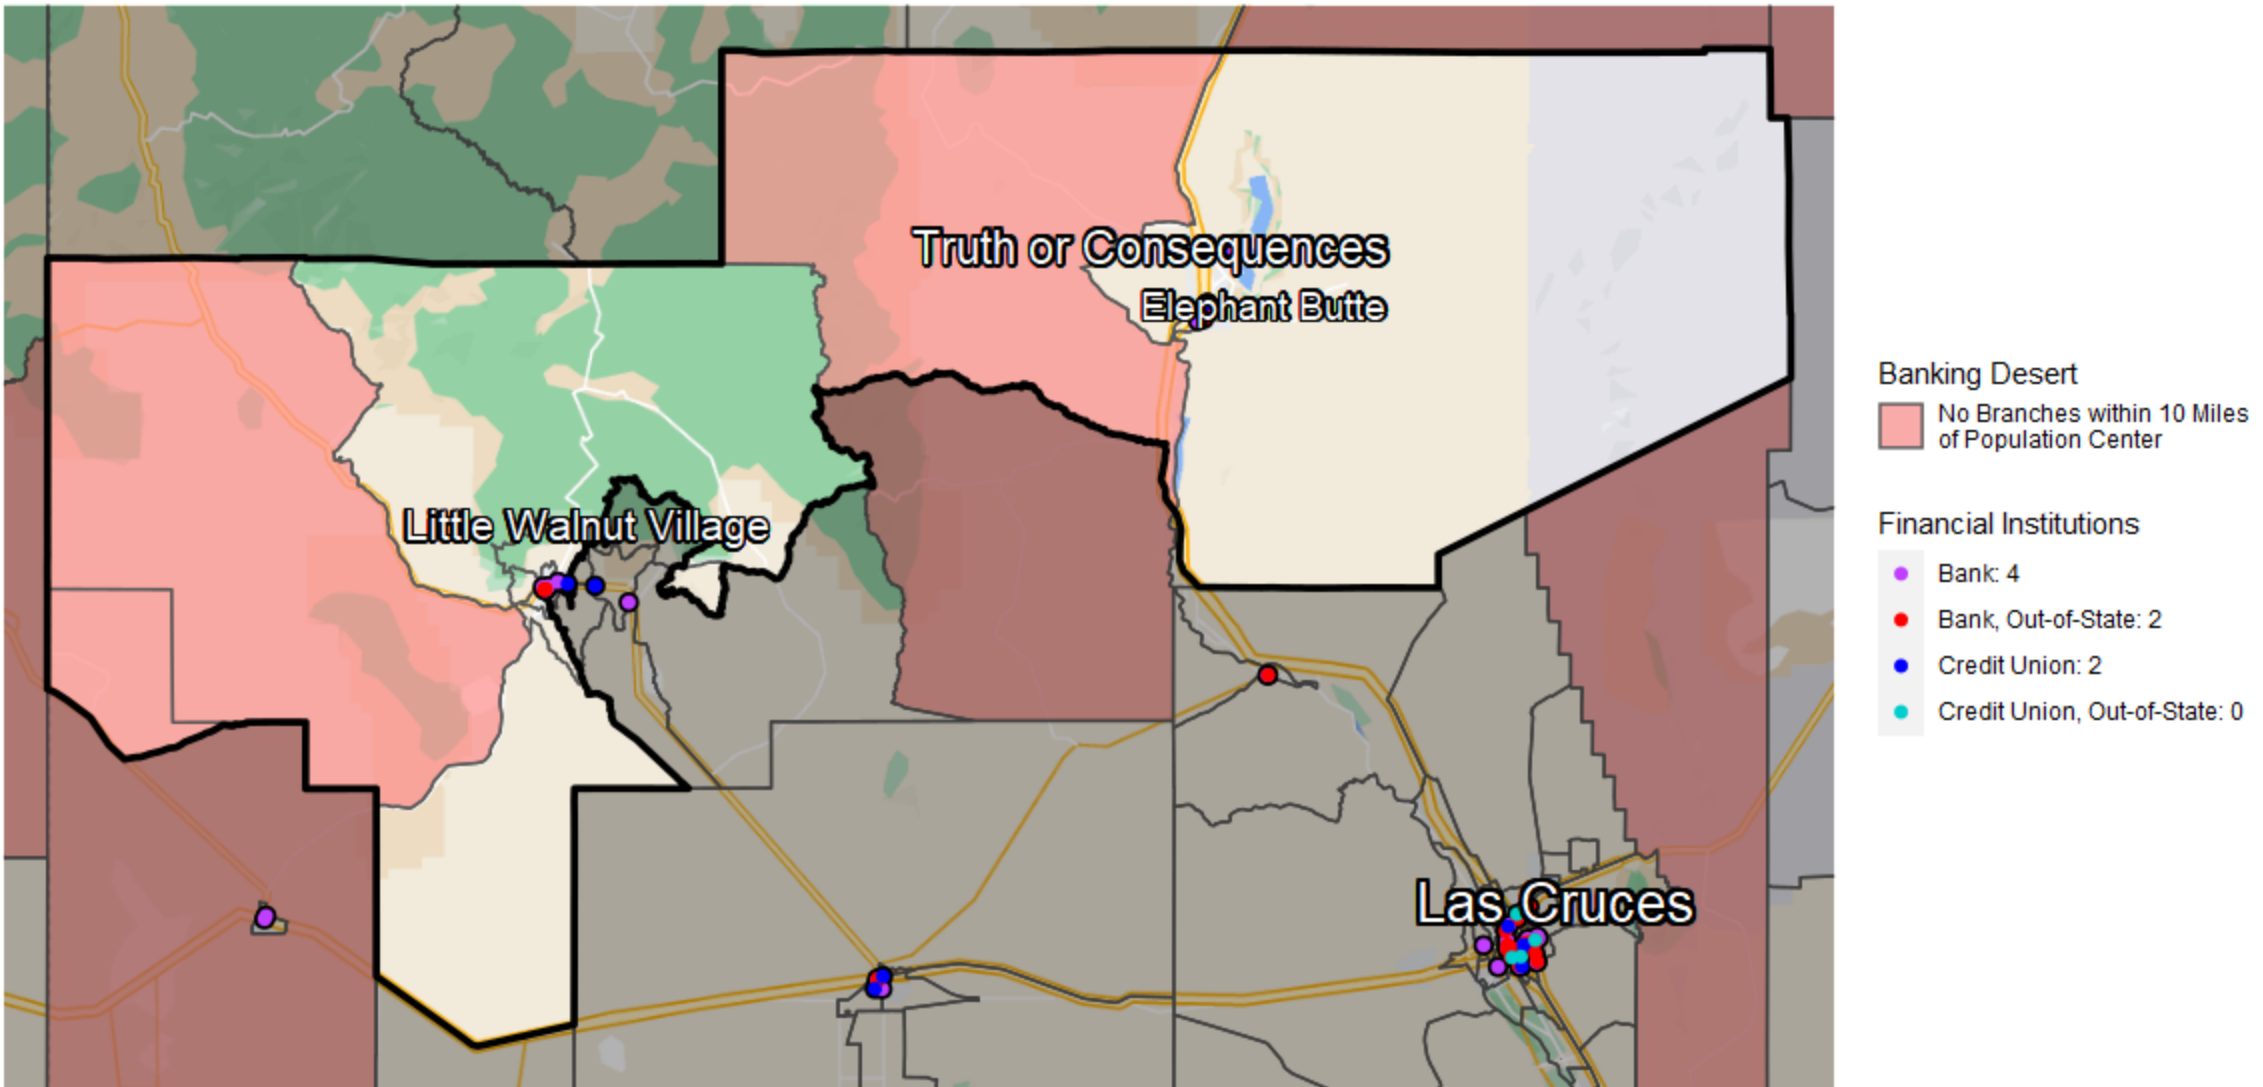 Truth or Consequences
Elephant Butte
Little Walnut Village
Las Cruces
Banking Desert
No Branches within 10 Miles
of Population Center
Financial Institutions
Bank: 4
Bank, Out-of-State: 2
Credit Union: 2
Credit Union, Out-of-State: 0